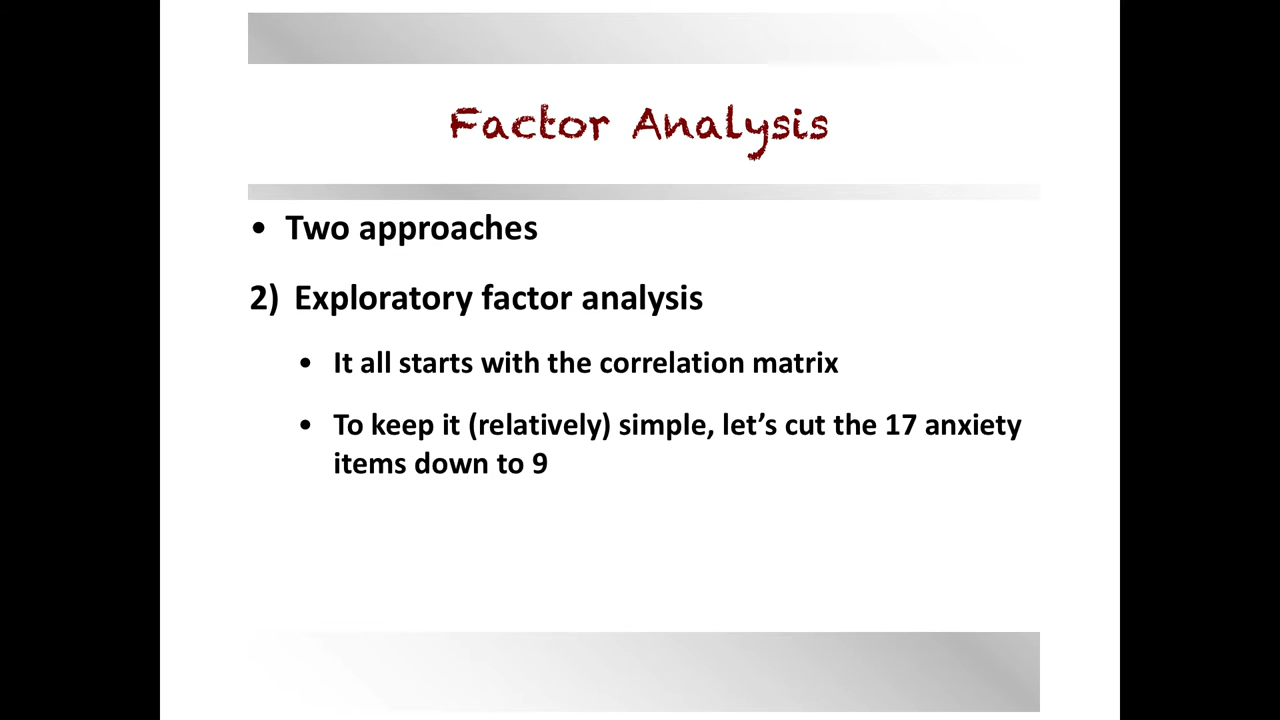 Factor Analysis
• Two approaches
2) Exploratory factor analysis
• It all starts with the correlation matrix
• To keep it (relatively) simple, let’s cut the 17 anxiety
items down to 9